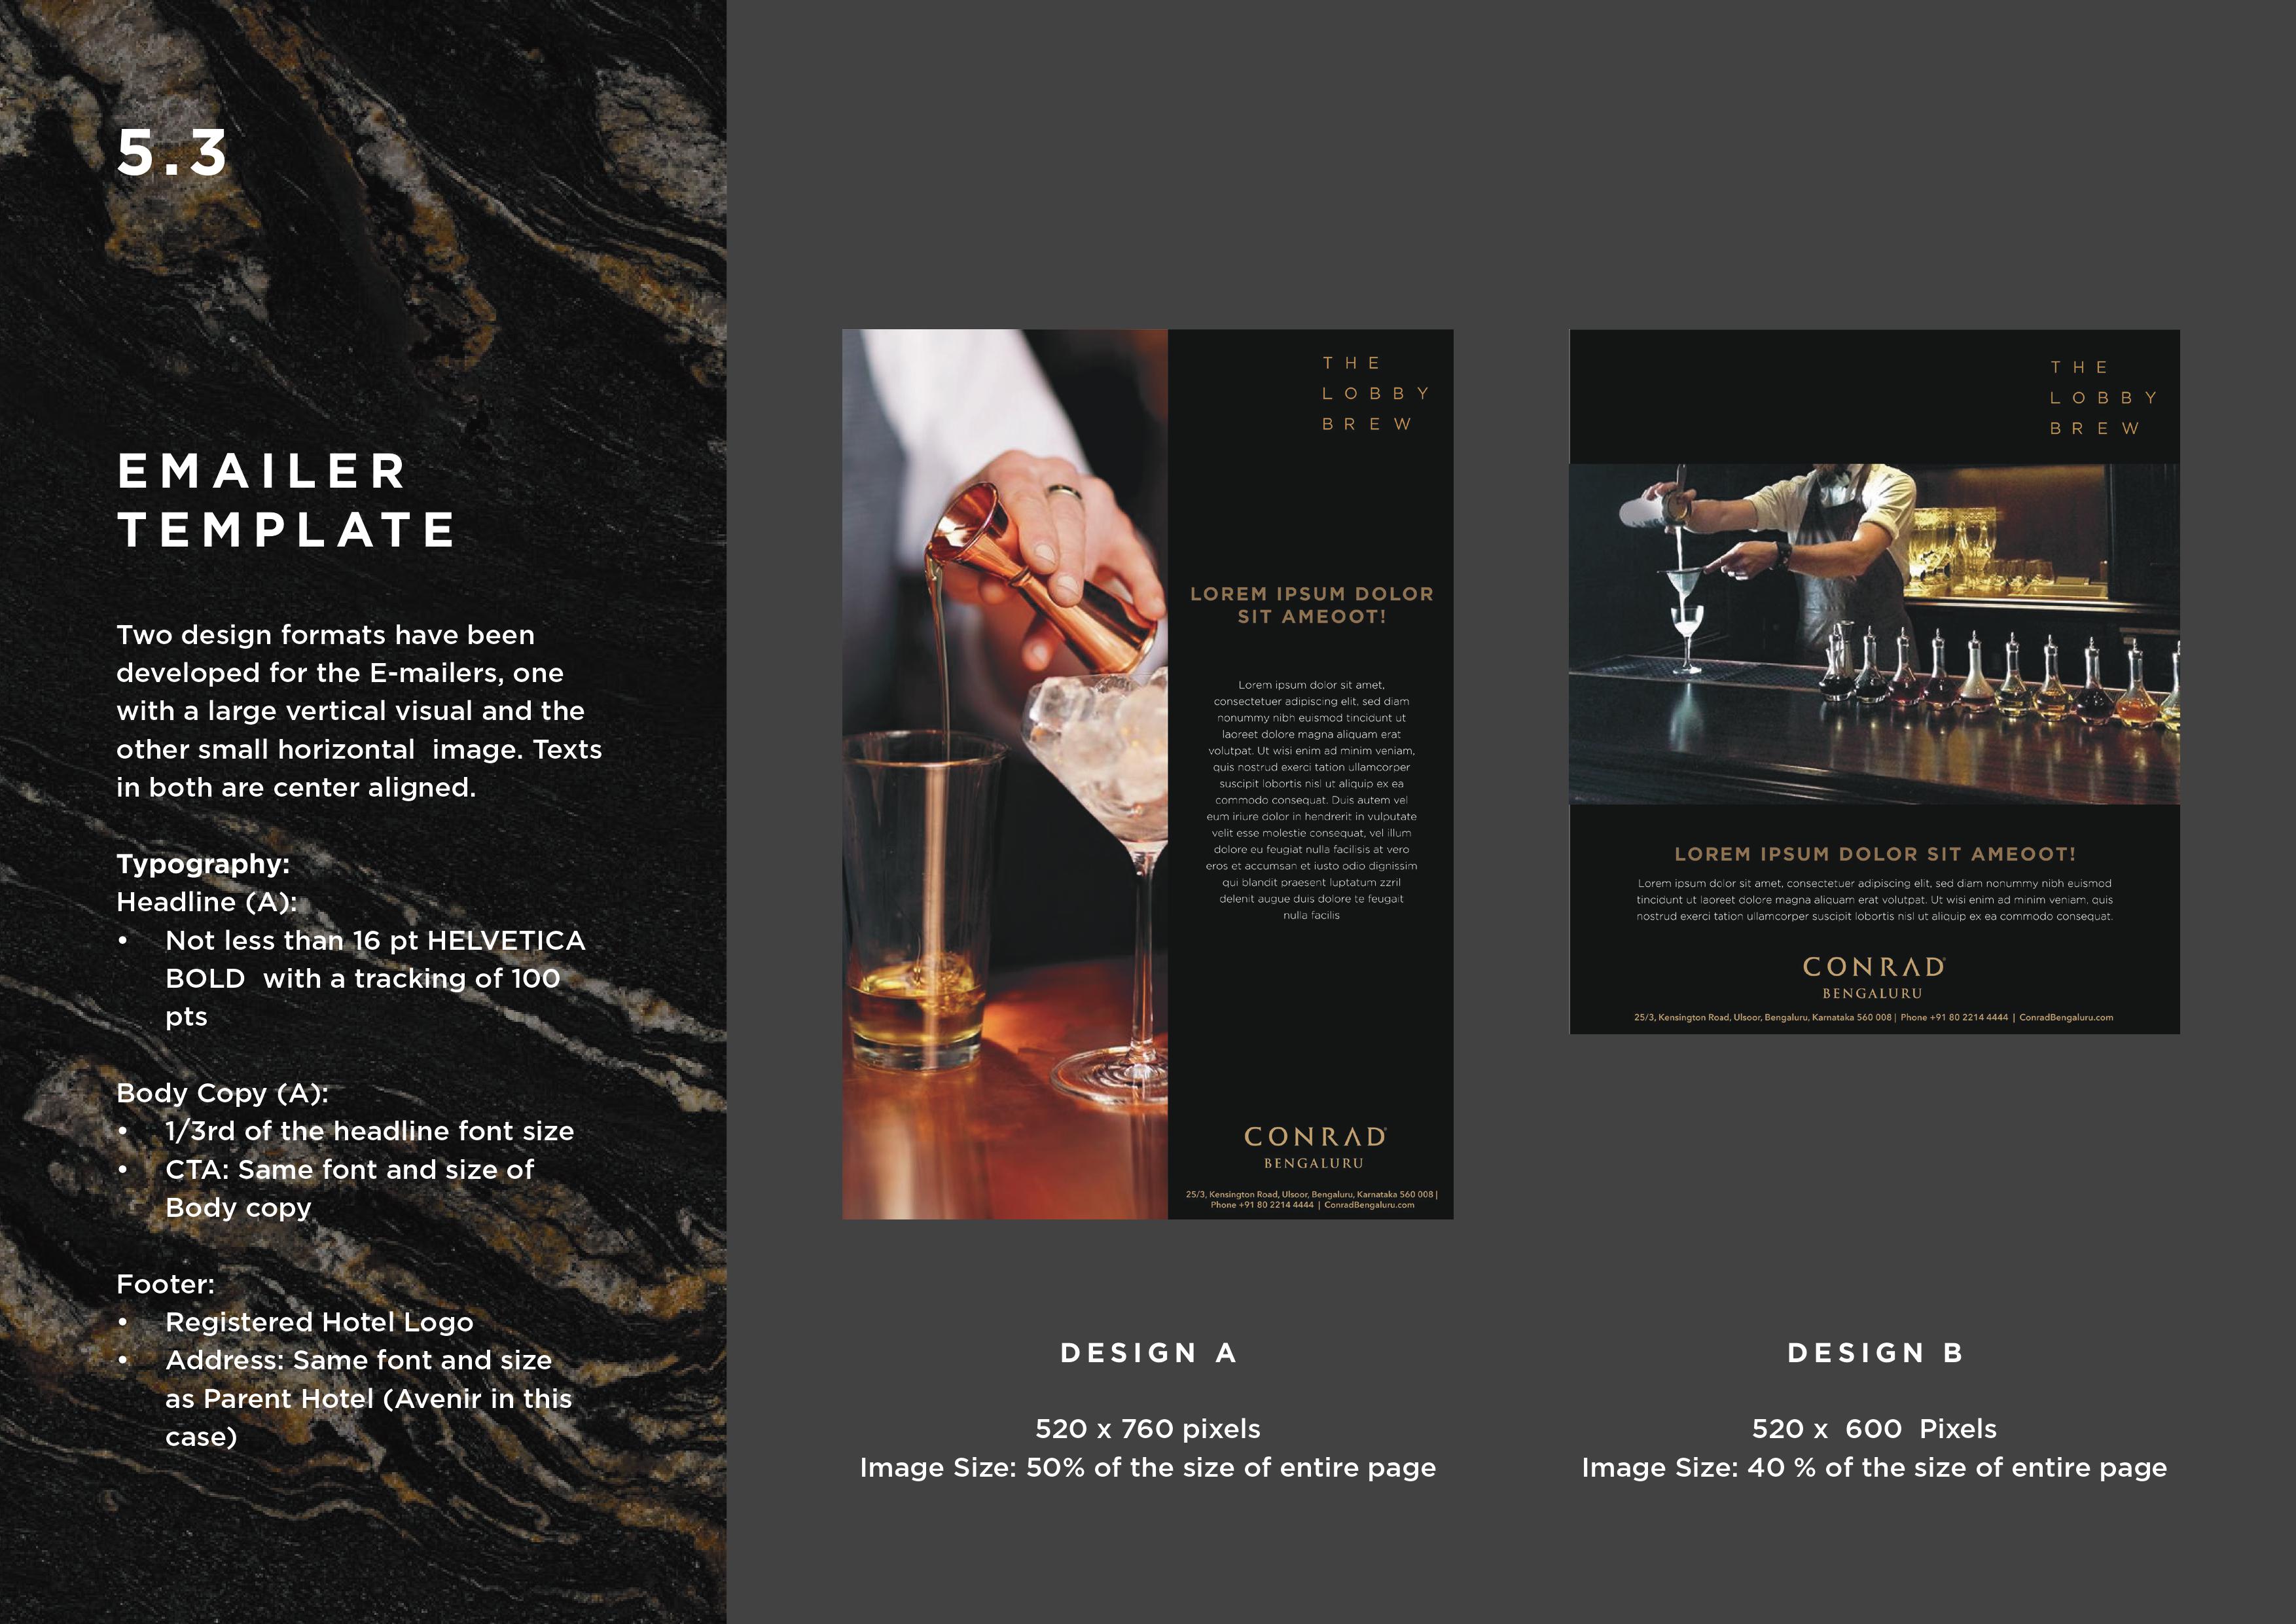 5.3
EMAILER
TEMPLATE
Two design formats have been
developed for the E-mailers, one
with a large vertical visual and the
other small horizontal  image. Texts
in both are center aligned.
Typography:
Headline (A):
• Not less than 16 pt HELVETICA
BOLD  with a tracking of 100
pts
Body Copy (A):
• 1/3rd of the headline font size
• CTA: Same font and size of
Body copy
Footer:
• Registered Hotel Logo
• Address: Same font and size
as Parent Hotel (Avenir in this
case)
THE
LOBBY
BREW
LOREM IPSUM DOLOR
SIT AMEOOT!
Lorem ipsum dolor sit amet,
consectetuer adipiscing elit, sed diam
nonummy nibh euismod tincidunt ut
laoreet dolore magna aliquam erat
volutpat. Ut wisi enim ad minim veniam,
quis nostrud exerci tation ullamcorper
suscipit lobortis nisl ut aliquip ex ea
commodo consequat. Duis autem vel
eum iriure dolor in hendrerit in vulputate
velit esse molestie consequat, vel illum
dolore eu feugiat nulla facilisis at vero
eros et accumsan et iusto odio dignissim
qui blandit praesent luptatum zzril
delenit augue duis dolore te feugait
nulla facilis
CONRAD
BENGALURU
25/3, Kensington Road, Ulsoor, Bengaluru, Karnataka 560 008 |
Phone +91 80 2214 4444 | ConradBengaluru.com
DESIGN A
520 x 760 pixels
Image Size: 50% of the size of entire page
THE
LOBBY
BREW
LOREM IPSUM DOLOR SIT AMEOOT!
Lorem ipsum dolor sit amet, consectetuer adipiscing elit, sed diam nonummy nibh euismod
tincidunt ut laoreet dolore magna aliquam erat volutpat. Ut wisi enim ad minim veniam, quis
nostrud exerci tation ullamcorper suscipit lobortis nisl ut aliquip ex ea commodo consequat.
CONRAD
BENGALURU
25/3, Kensington Road, Ulsoor, Bengaluru, Karnataka 560 008 | Phone +91 80 2214 4444 | ConradBengaluru.com
DESIGN B
520 x  600  Pixels
Image Size: 40 % of the size of entire page